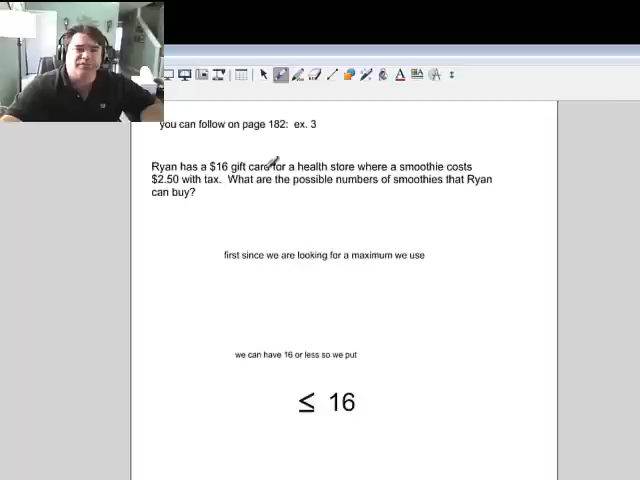 you can follow on page 182: ex. 3
Ryan has a $16 gift card for a health store where a smoothie costs
$2.50 with tax. What are the possible numbers of smoothies that Ryan
can buy?
first since we are looking for a maximum we use
we can have 16 or less so we put
≤ 16